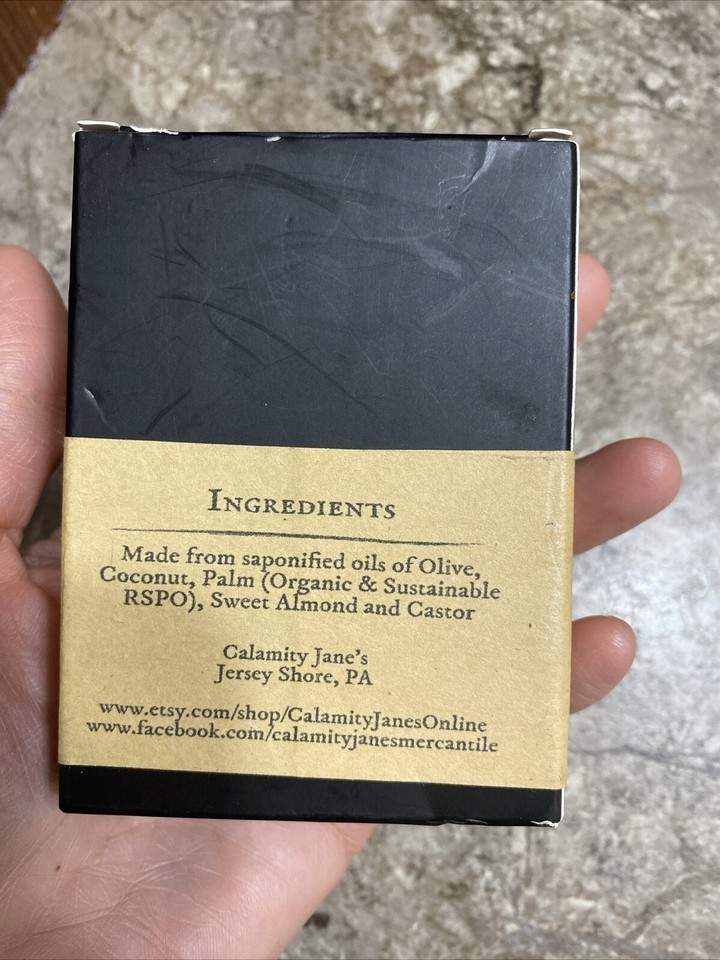 Ingredients
Made from saponified oils of Olive,
Coconut, Palm (Organic & Sustainable
RSPO), Sweet Almond and Castor
Calamity Jane's
Jersey Shore, PA
www.etsy.com/shop/CalamityJanesOnline
www.facebook.com/calamityjanesmercantile